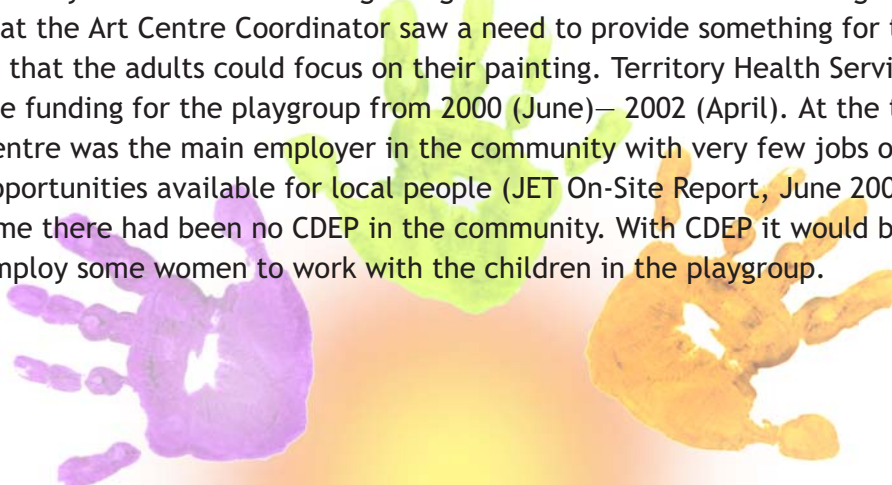 at the Art Centre Coordinator saw a need to provide something for
that the adults could focus on their painting. Territory Health Servi
e funding for the playgroup from 2000 (June)— 2002 (April). At the
entre was the main employer in the community with very few jobs o
pportunities available for local people (JET On-Site Report, June 200
me there had been no CDEP in the community. With CDEP it would b
mploy some women to work with the children in the playgroup.